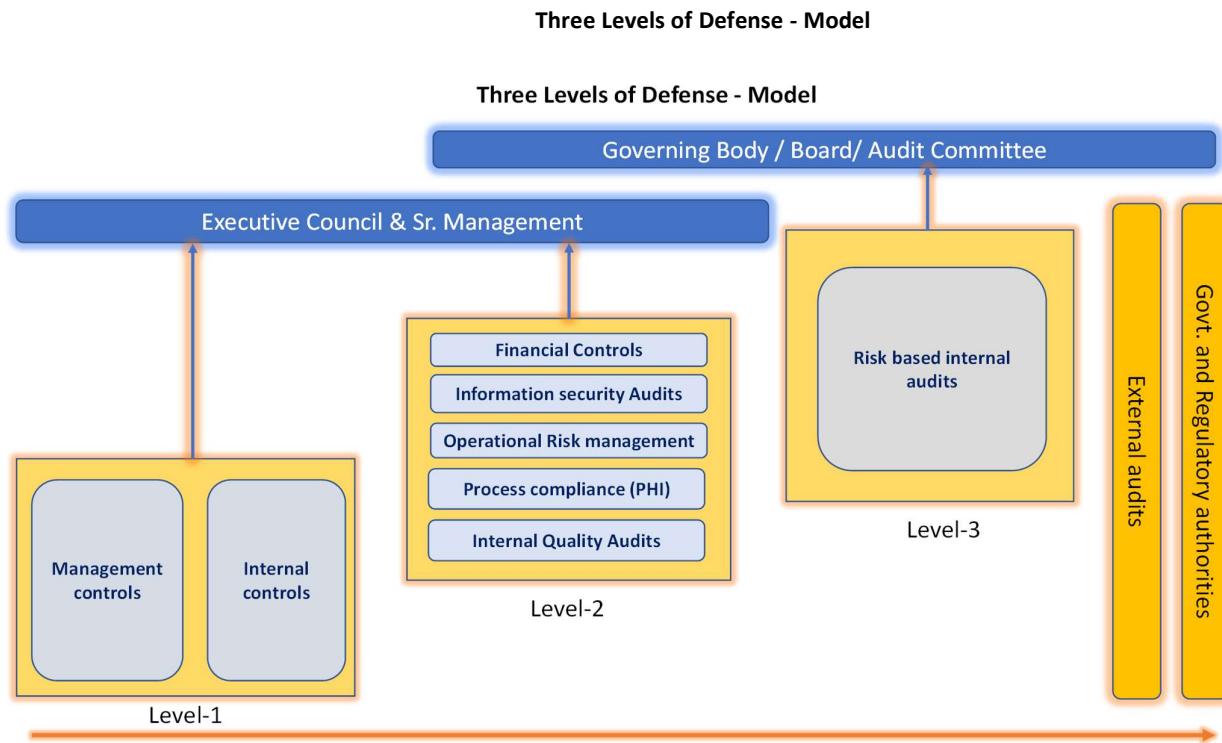 Three Levels of Defense - Model
Three Levels of Defense - Model
Governing Body / Board/ Audit Committee
Executive Council & Sr. Management
Management
controls
Internal
controls
Level-1
Financial Controls
Information security Audits
Operational Risk management
Process compliance (PHI)
Internal Quality Audits
Level-2
Risk based internal
audits
Level-3
External audits
Govt. and Regulatory authorities